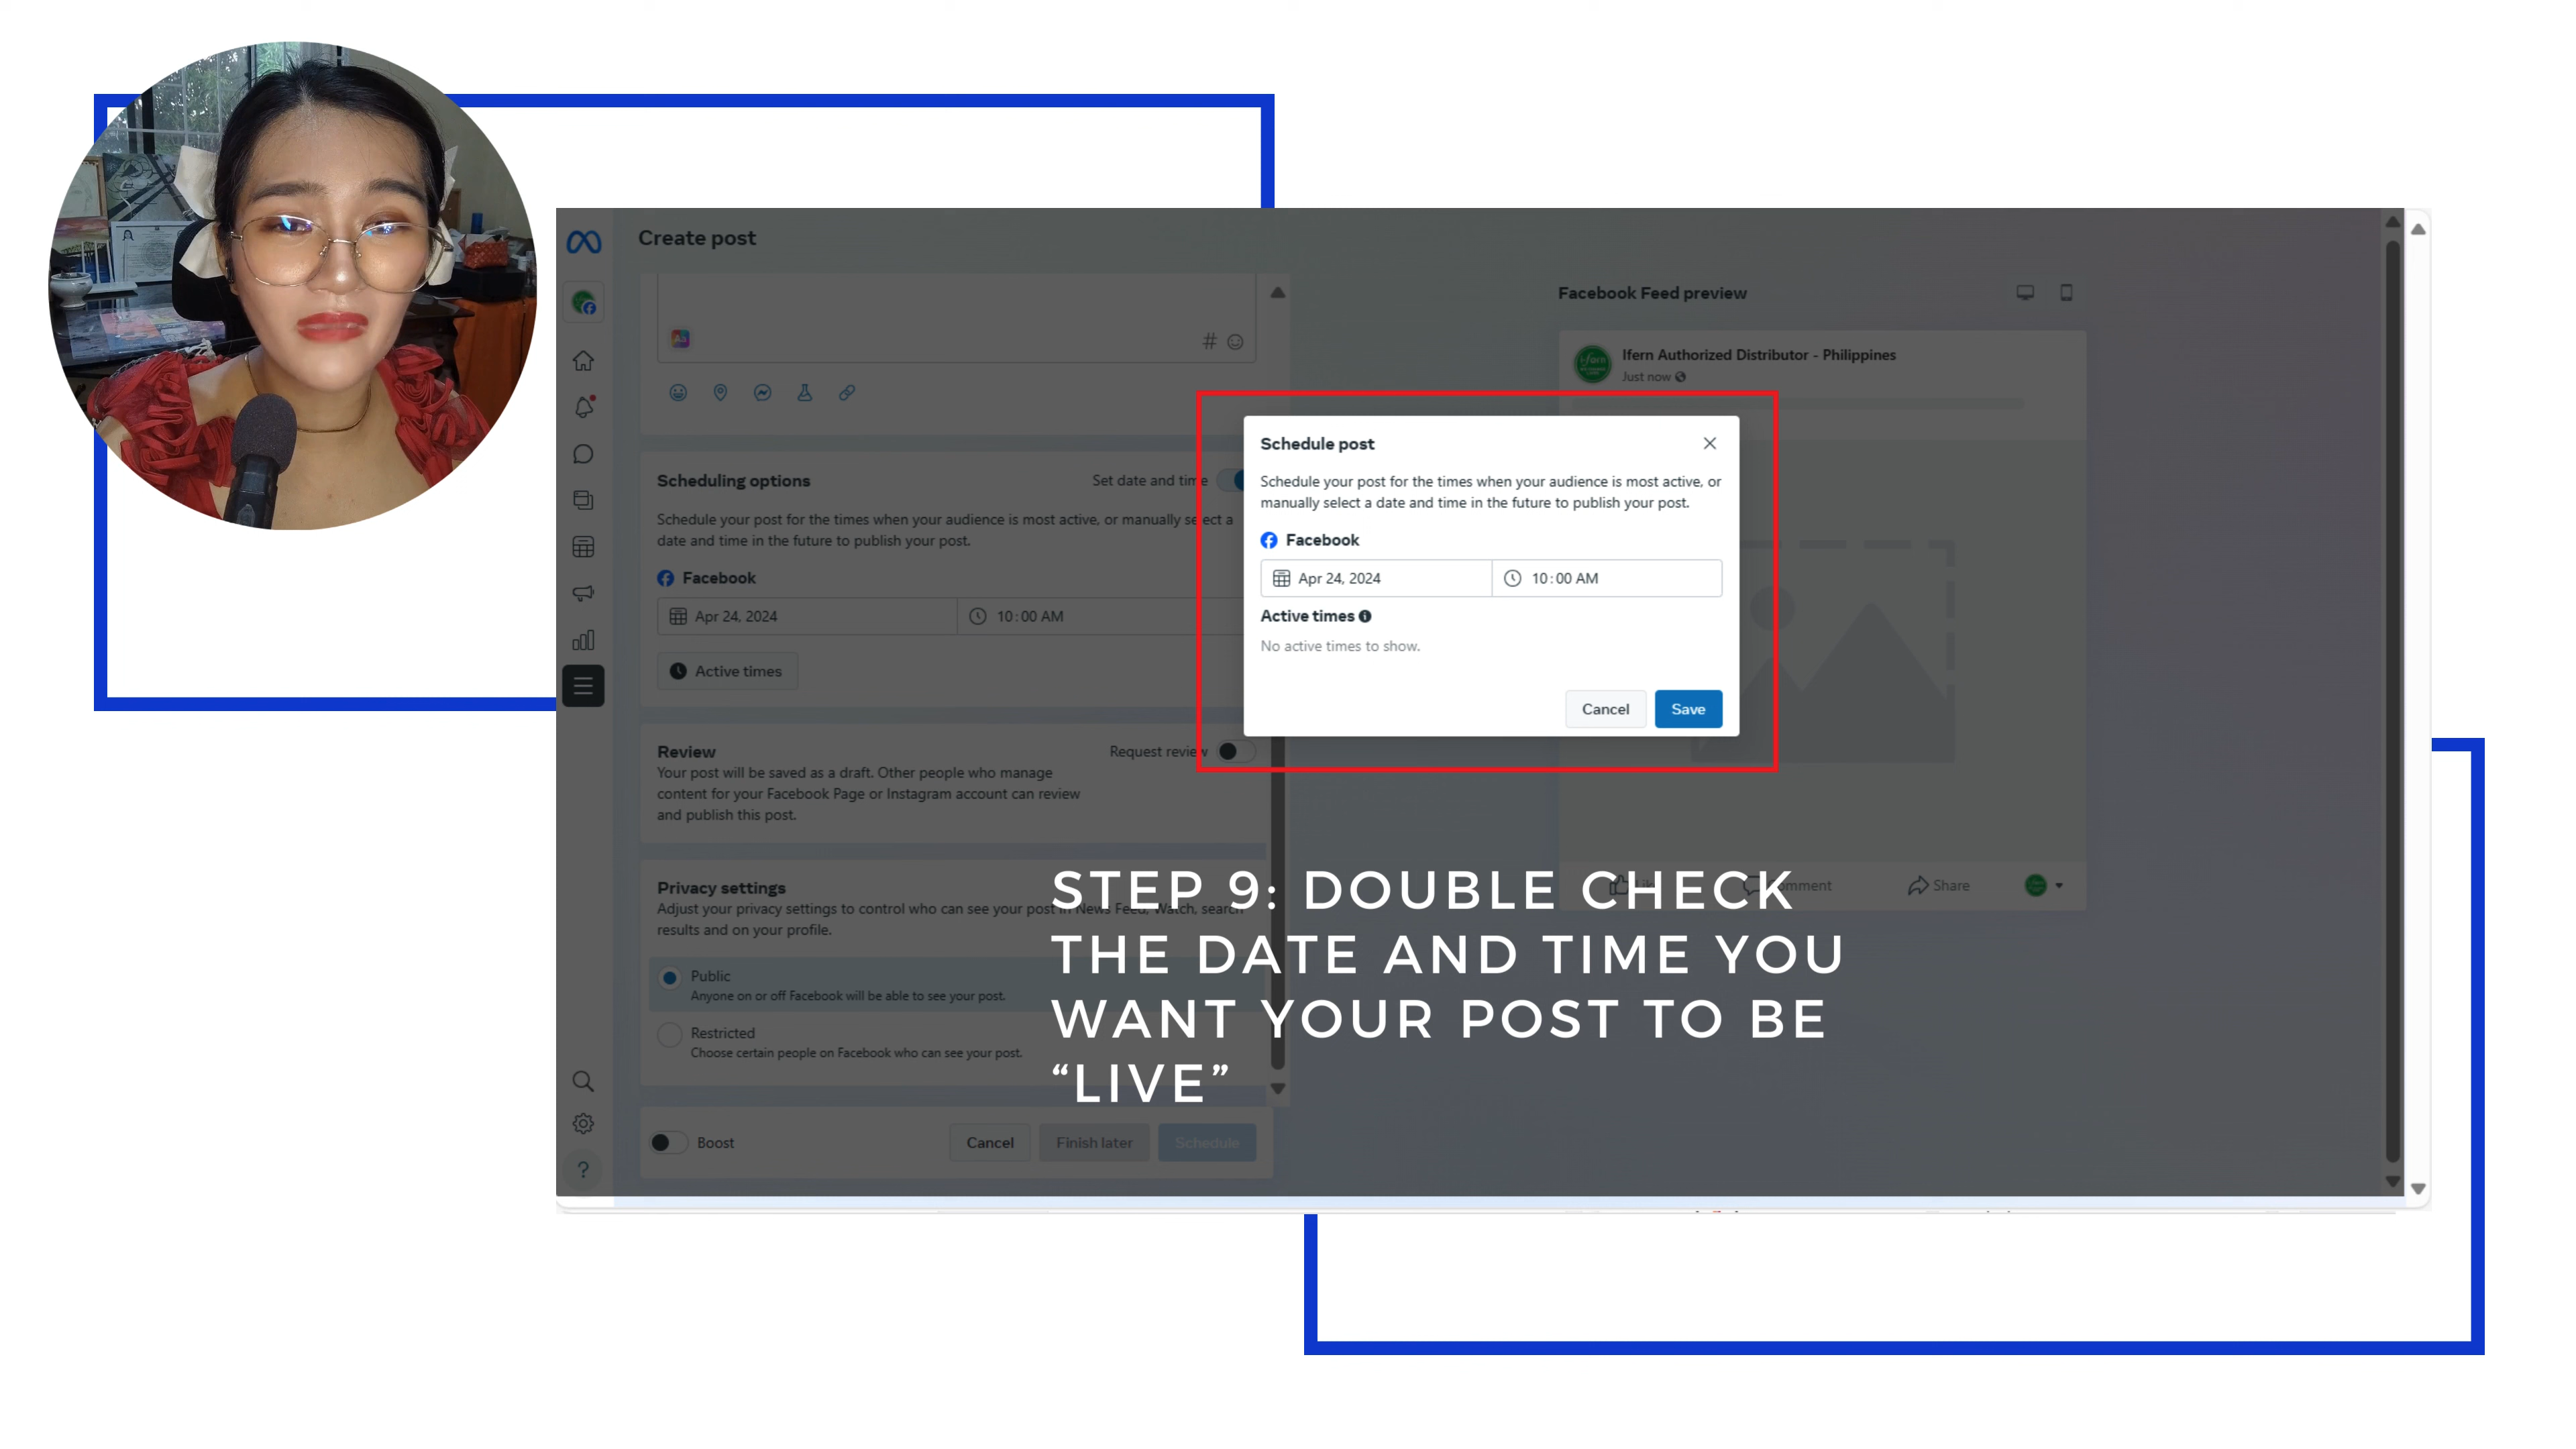 Create post
Scheduling options
Set date and time
Schedule your post for the times when your audience is most active, or manually select a
date and time in the future to publish your post.
Facebook
Apr 24, 2024
10:00 AM
Active times
Review
Request review
Your post will be saved as a draft. Other people who manage
content for your Facebook Page or Instagram account can review
and publish this post.
Privacy settings
Adjust your privacy settings to control who can see your post in News Feed, Watch, search
results and on your profile.
Public
Anyone on or off Facebook will be able to see your post.
Restricted
Choose certain people on Facebook who can see your post.
Boost
Cancel
Finish later
Schedule
Facebook Feed preview
Ifern Authorized Distributor - Philippines
Just now
Share
Schedule post
Schedule your post for the times when your audience is most active, or
manually select a date and time in the future to publish your post.
Facebook
Apr 24, 2024
10:00 AM
Active times
No active times to show.
Cancel
Save
STEP 9: DOUBLE CHECK
THE DATE AND TIME YOU
WANT YOUR POST TO BE
“LIVE”